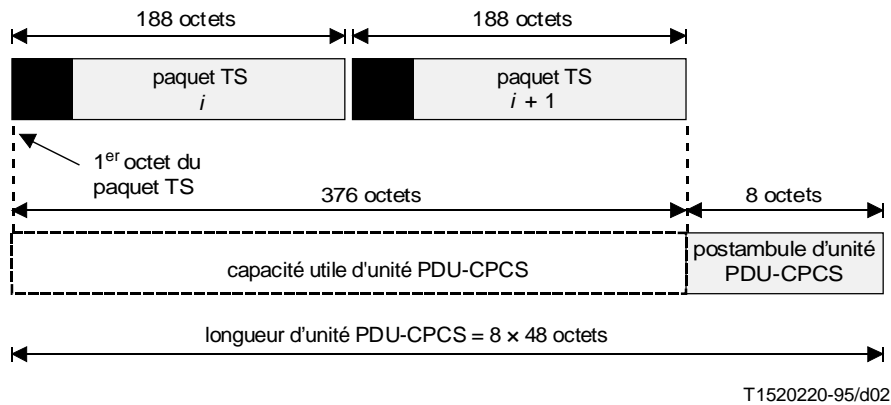 188 octets 188 octets
paquet TS paquet TS
i i + 1
1er octet du
paquet TS
376 octets 8 octets
capacité utile d'unité PDU-CPCS postambule d’unité
PDU-CPCS
longueur d’unité PDU-CPCS = 8 × 48 octets
T1520220-95/d02